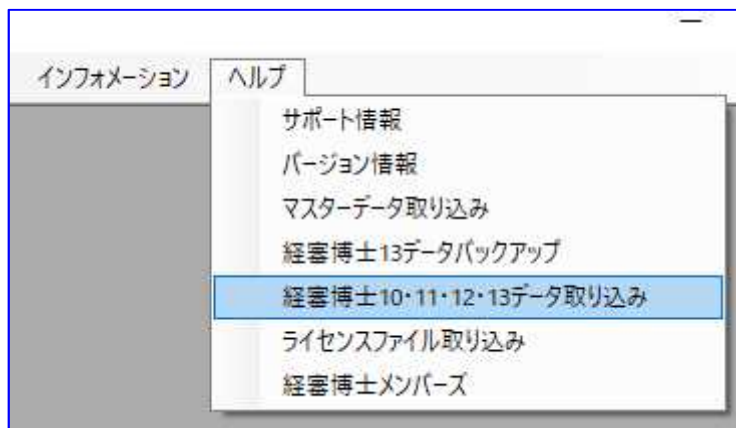 インフォメーション ヘルプ
サポート情報
バージョン情報
マスターデータ取り込み
経審博士13データバックアップ
経審博士10・11・12・13データ取り込み
ライセンスファイル取り込み
経審博士メンバーズ